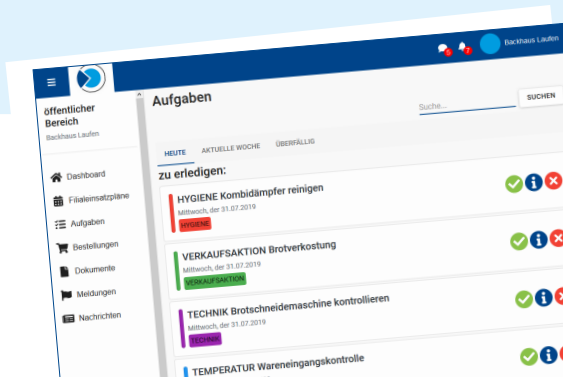 5
7
Backhaus Laufen
öffentlicher
Bereich
Backhaus Laufen
Dashboard
Filialeinsatzpläne
Aufgaben
Bestellungen
Dokumente
Meldungen
Nachrichten
Aufgaben
Suche...
SUCHEN
HEUTE
AKTUELLE WOCHE
ÜBERFÄLLIG
zu erledigen:
HYGIENE Kombidämpfer reinigen
Mittwoch, der 31.07.2019
HYGIENE
VERKAUFSAKTION Brotverkostung
Mittwoch, der 31.07.2019
VERKAUFSAKTION
TECHNIK Brotschneidemaschine kontrollieren
Mittwoch, der 31.07.2019
TECHNIK
TEMPERATUR Wareneingangskontrolle